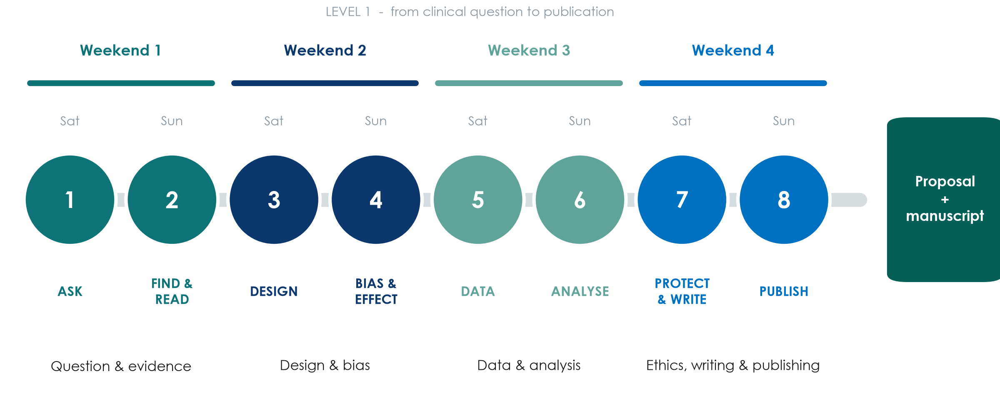 LEVEL 1 - from clinical question to publication
Weekend 1
Weekend 2
Weekend 3
Weekend 4
Sat
Sun
Sat
Sun
Sat
Sun
Sat
Sun
1
2
3
4
5
6
7
8
Proposal
+
manuscript
ASK
FIND &
READ
DESIGN
BIAS &
EFFECT
DATA
ANALYSE
PROTECT
& WRITE
PUBLISH
Question & evidence
Design & bias
Data & analysis
Ethics, writing & publishing